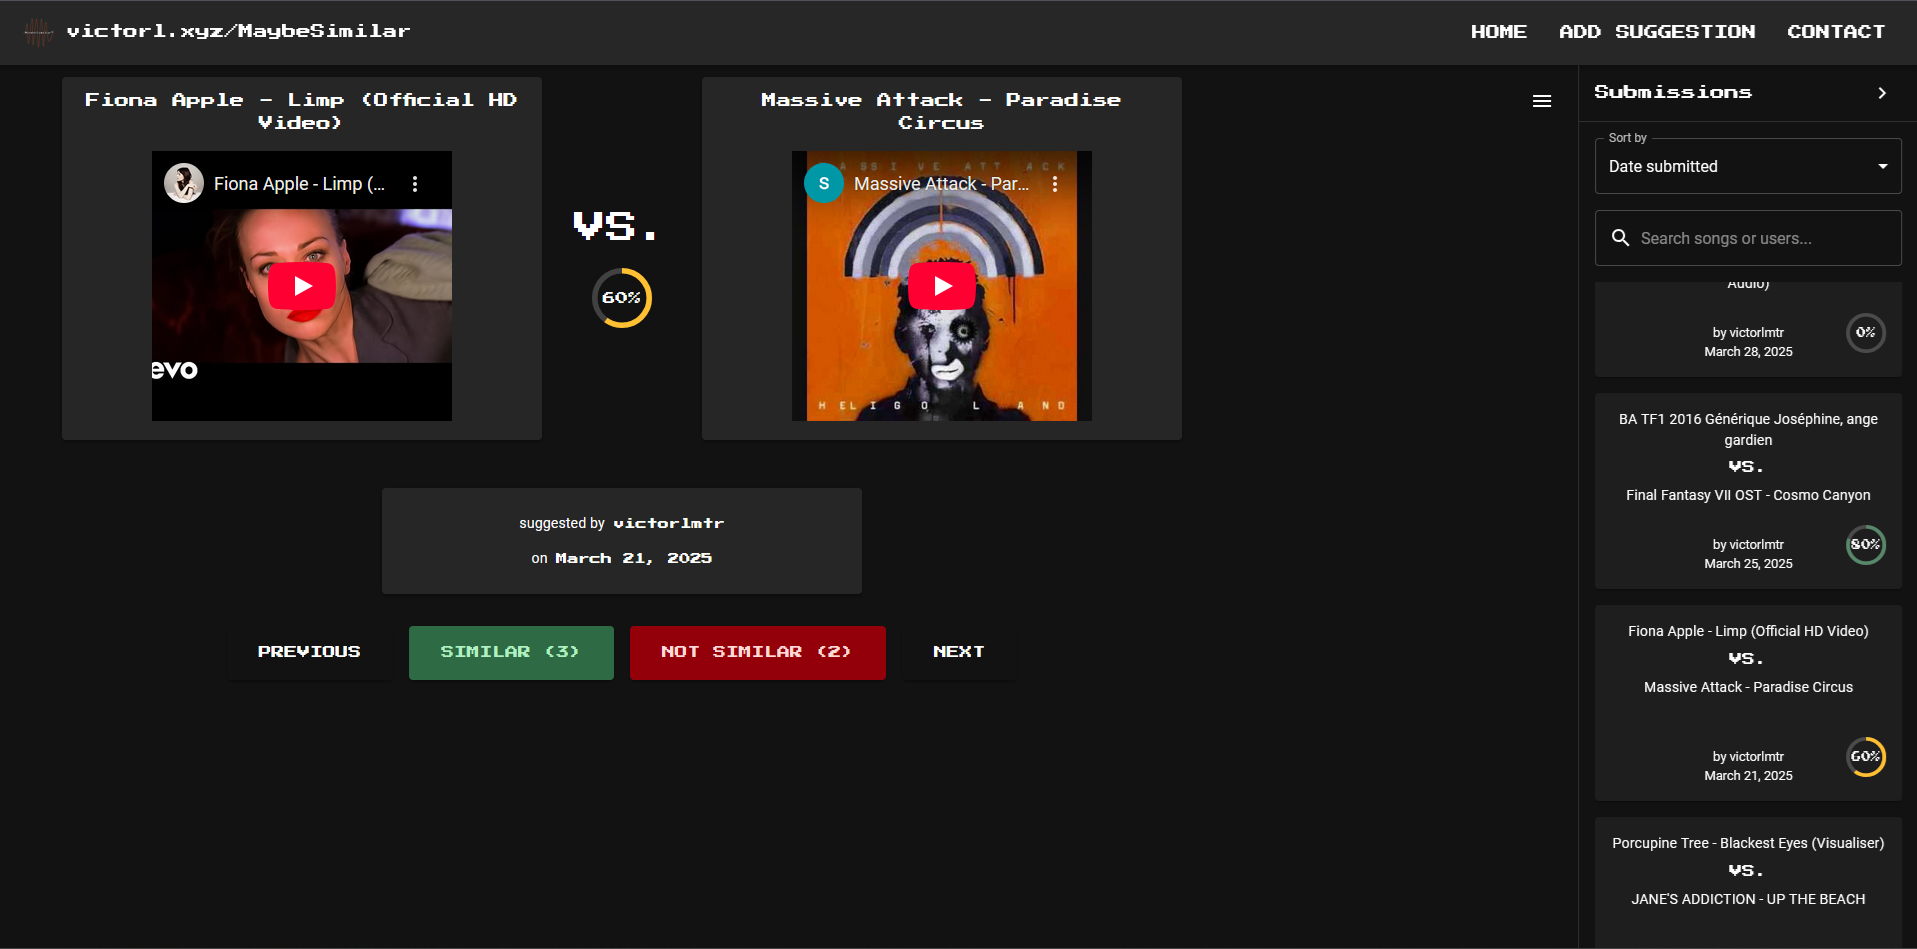 victorl.xyz/MaybeSimilar
HOME
ADD SUGGESTION
CONTACT
Fiona Apple - Limp (Official HD
Video)
Fiona Apple - Limp (...
evo
VS.
60%
Massive Attack - Paradise
Circus
MASSIVE ATTACK
S
Massive Attack - Par...
HELIGOLAND
suggested by victorlmtr
on March 21, 2025
PREVIOUS
SIMILAR (3)
NOT SIMILAR (2)
NEXT
Submissions
Sort by
Date submitted
Search songs or users...
Audio)
by victorlmtr
March 28, 2025
0%
BA TF1 2016 Générique Joséphine, ange
gardien
VS.
Final Fantasy VII OST - Cosmo Canyon
by victorlmtr
March 25, 2025
80%
Fiona Apple - Limp (Official HD Video)
VS.
Massive Attack - Paradise Circus
by victorlmtr
March 21, 2025
60%
Porcupine Tree - Blackest Eyes (Visualiser)
VS.
JANE'S ADDICTION - UP THE BEACH